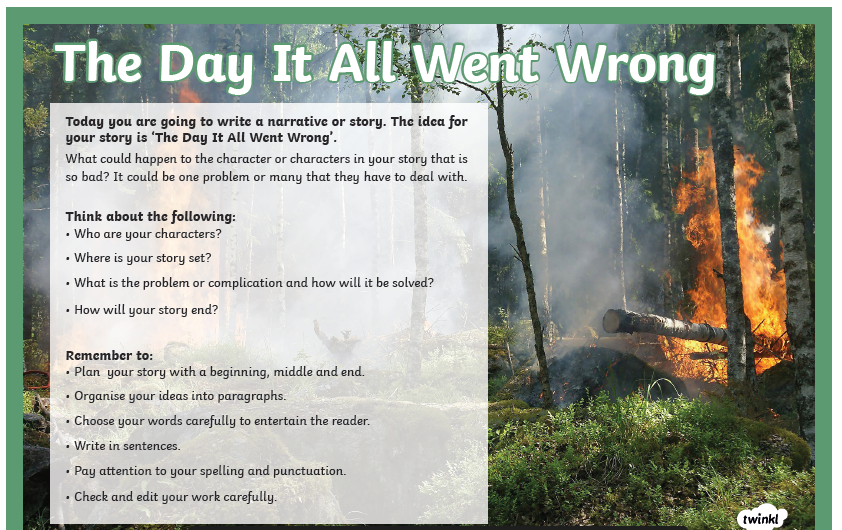 The Day It All Went Wrong
Today you are going to write a narrative or story. The idea for
your story is ‘The Day It All Went Wrong’.
What could happen to the character or characters in your story that is
so bad? It could be one problem or many that they have to deal with.
Think about the following:
• Who are your characters?
• Where is your story set?
• What is the problem or complication and how will it be solved?
• How will your story end?
Remember to:
• Plan  your story with a beginning, middle and end.
• Organise your ideas into paragraphs.
• Choose your words carefully to entertain the reader.
• Write in sentences.
• Pay attention to your spelling and punctuation.
• Check and edit your work carefully.
twinkl